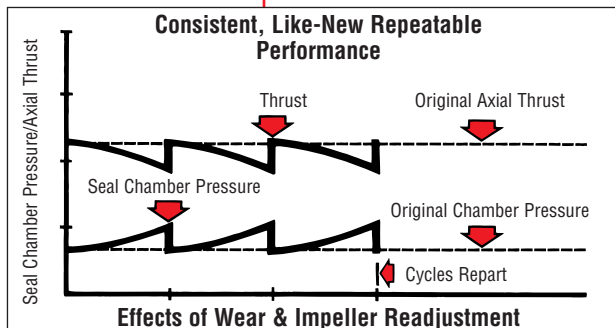 Consistent, Like-New Repeatable
Performance
Thrust
Original Axial Thrust
Seal Chamber Pressure/Axial Thrust
Seal Chamber Pressure
Original Chamber Pressure
Cycles Repart
Effects of Wear & Impeller Readjustment